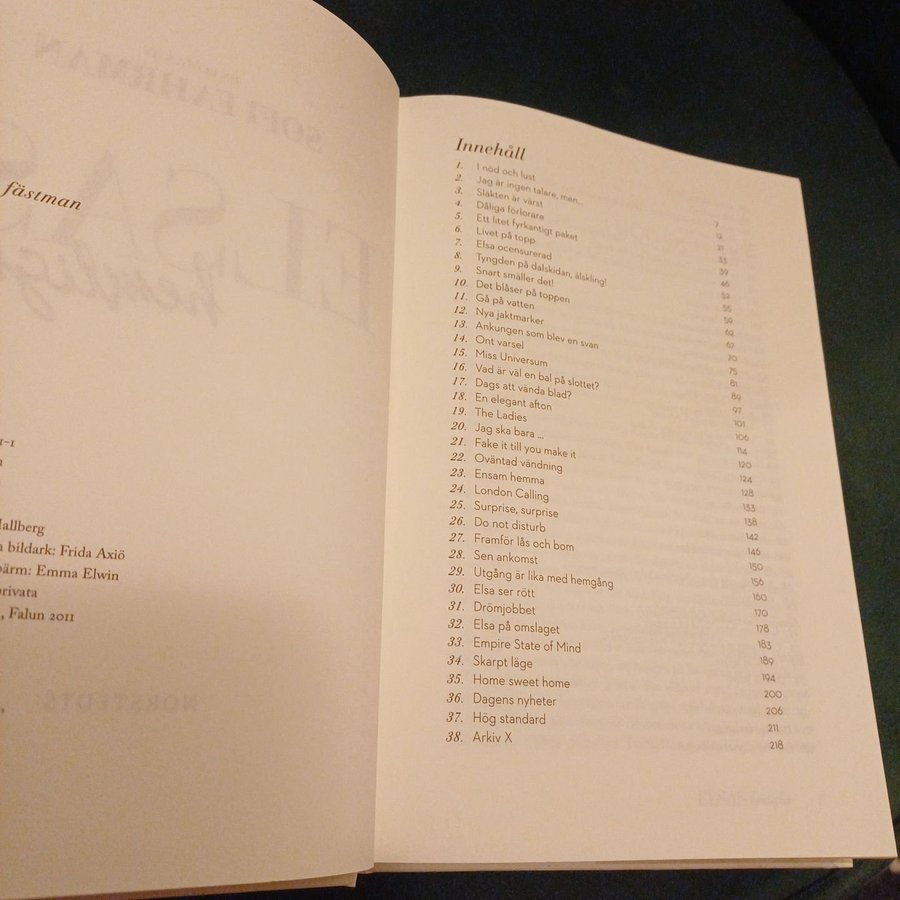 fästman
1-1
Hallberg
bildark: Frida Axiö
Emma Elwin
privata
, Falun 2011
Innehåll
1. I nöd och lust 7
2. Jag är ingen talare, men... 12
3. Släkten är värst 21
4. Dåliga förlorare 33
5. Ett litet fyrkantigt paket 39
6. Livet på topp 46
7. Elsa ocensurerad 52
8. Tyngden på dalskidan, älskling! 55
9. Snart smäller det! 59
10. Det blåser på toppen 62
11. Gå på vatten 67
12. Nya jaktmarker 70
13. Ankungen som blev en svan 75
14. Ont varsel 81
15. Miss Universum 89
16. Vad är väl en bal på slottet? 97
17. Dags att vända blad? 101
18. En elegant afton 106
19. The Ladies 114
20. Jag ska bara ... 120
21. Fake it till you make it 124
22. Oväntad vändning 128
23. Ensam hemma 133
24. London Calling 138
25. Surprise, surprise 142
26. Do not disturb 146
27. Framför lås och bom 150
28. Sen ankomst 156
29. Utgång är lika med hemgång 160
30. Elsa ser rött 170
31. Drömjobbet 178
32. Elsa på omslaget 183
33. Empire State of Mind 189
34. Skarpt läge 194
35. Home sweet home 200
36. Dagens nyheter 206
37. Hög standard 211
38. Arkiv X 218